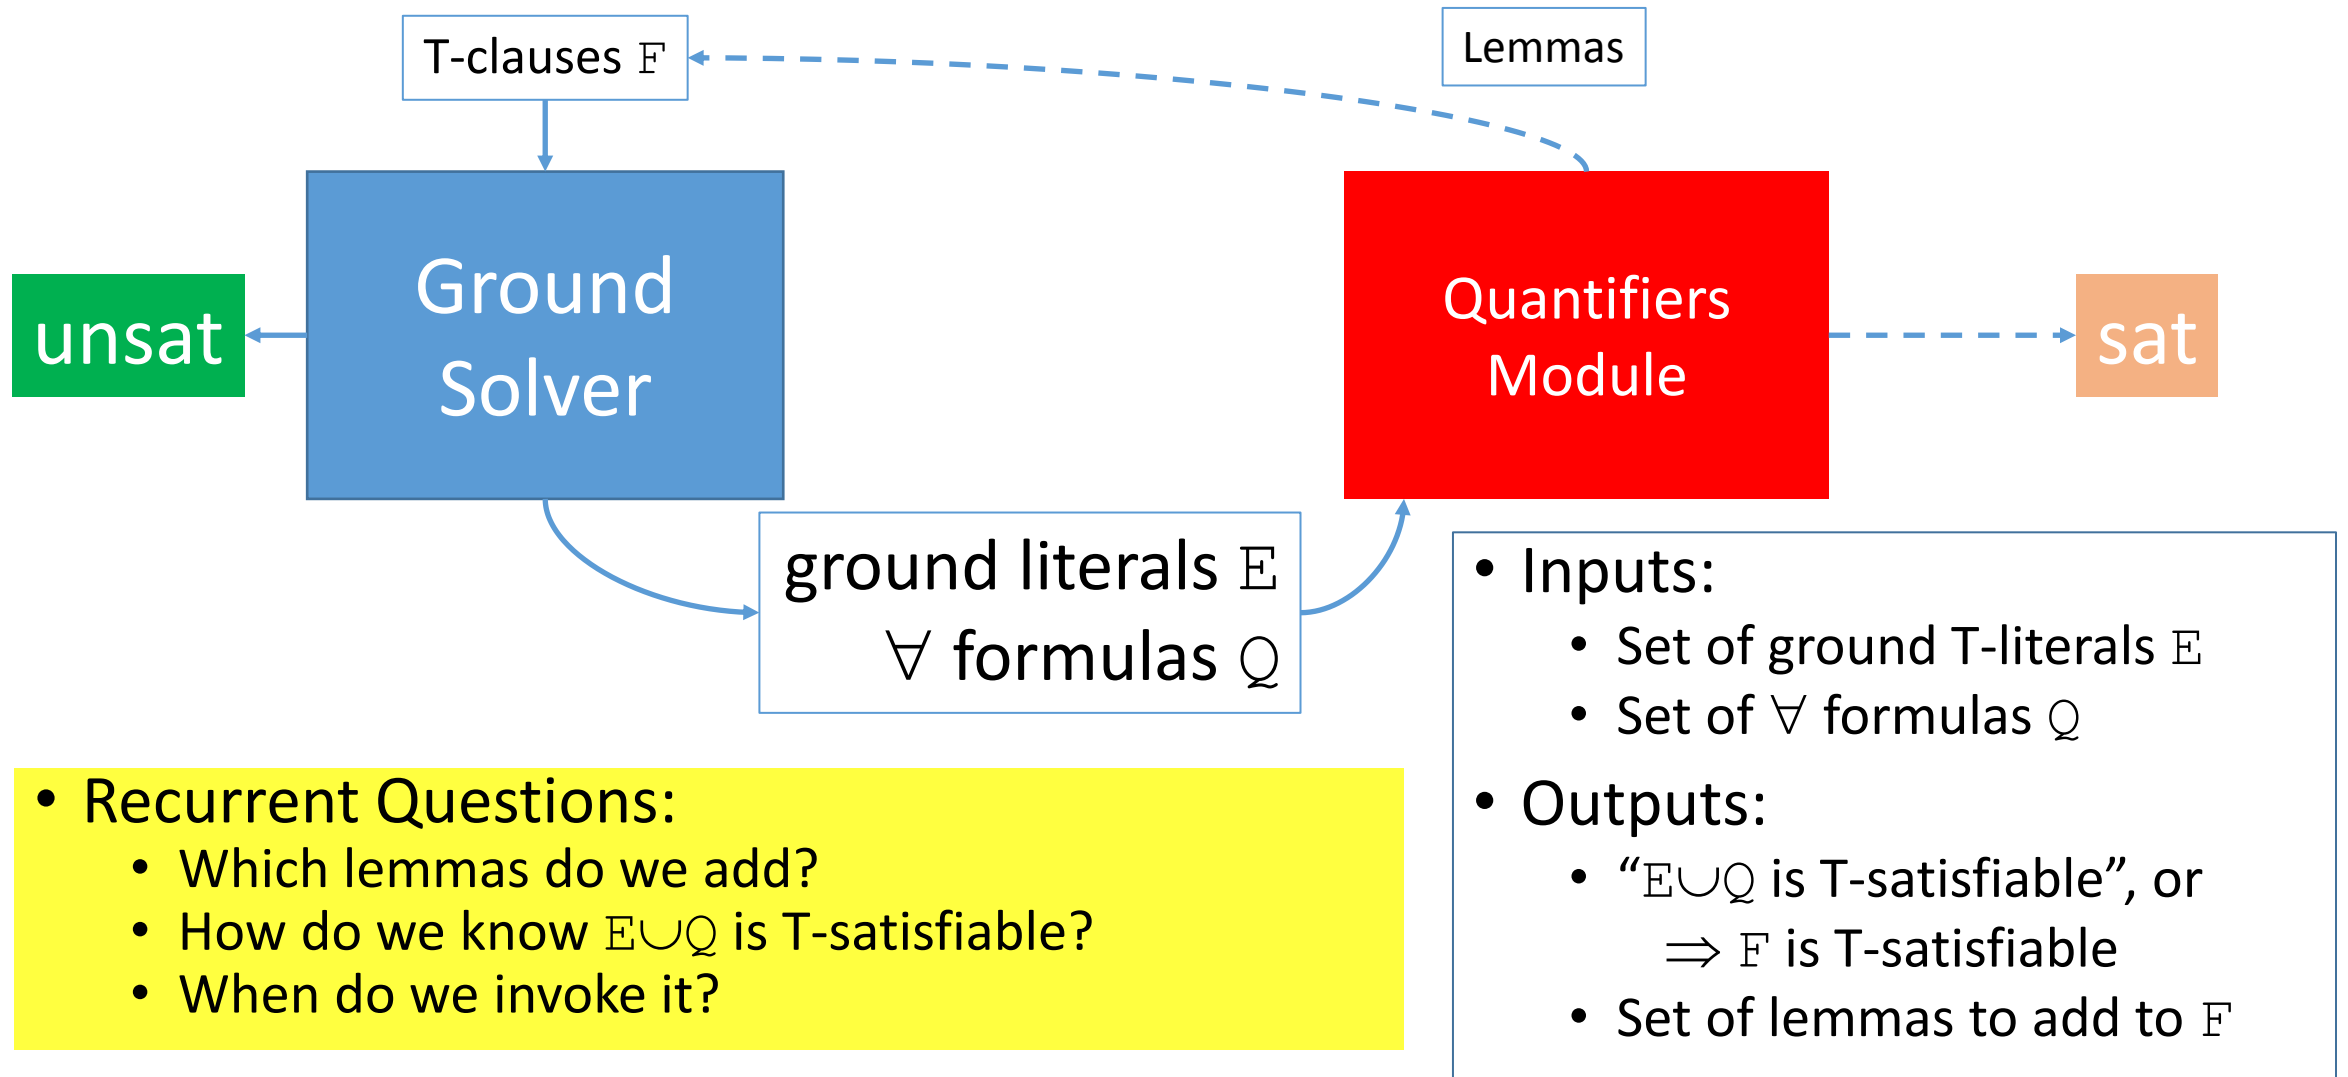 T-clauses F
Lemmas
Ground
Solver
Quantifiers
Module
unsat
sat
ground literals E
∀ formulas Q
• Inputs:
• Set of ground T-literals E
• Set of ∀ formulas Q
• Outputs:
• “E∪Q is T-satisfiable”, or
⇒ F is T-satisfiable
• Set of lemmas to add to F
• Recurrent Questions:
• Which lemmas do we add?
• How do we know E∪Q is T-satisfiable?
• When do we invoke it?